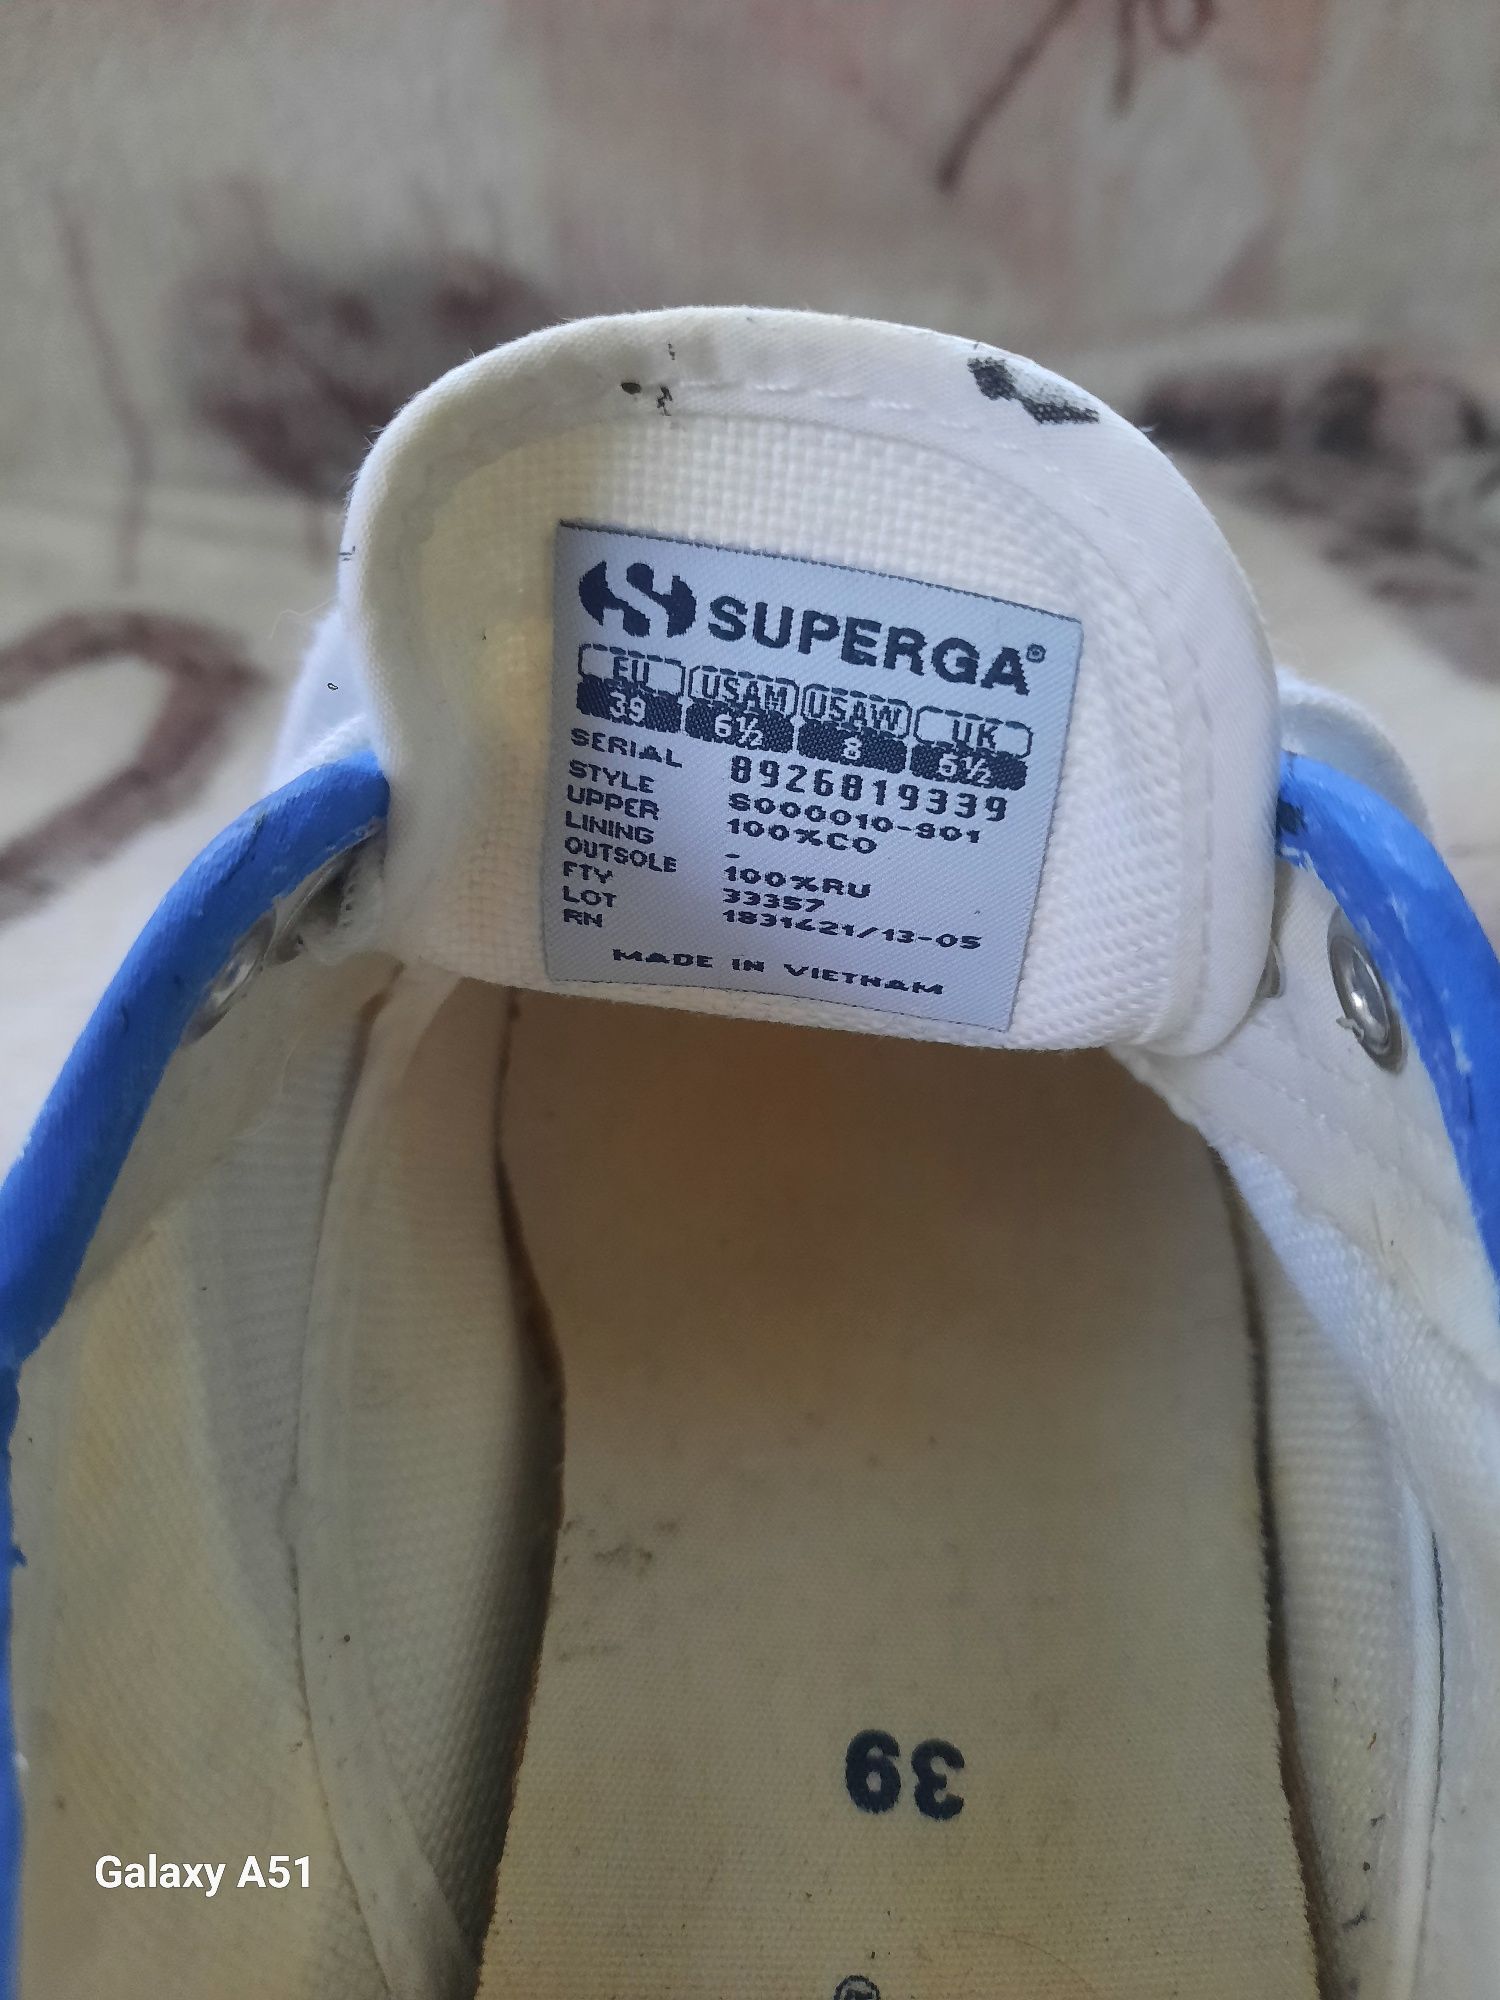 SUPERGA®
EU USAM USAW UK
39 6½ 8 5½
SERIAL 8926819339
STYLE S000010-901
UPPER 100%CO
LINING -
OUTSOLE 100%RU
FTY 33357
LOT 1831421/13-05
RN
MADE IN VIETNAM
39
®
Galaxy A51